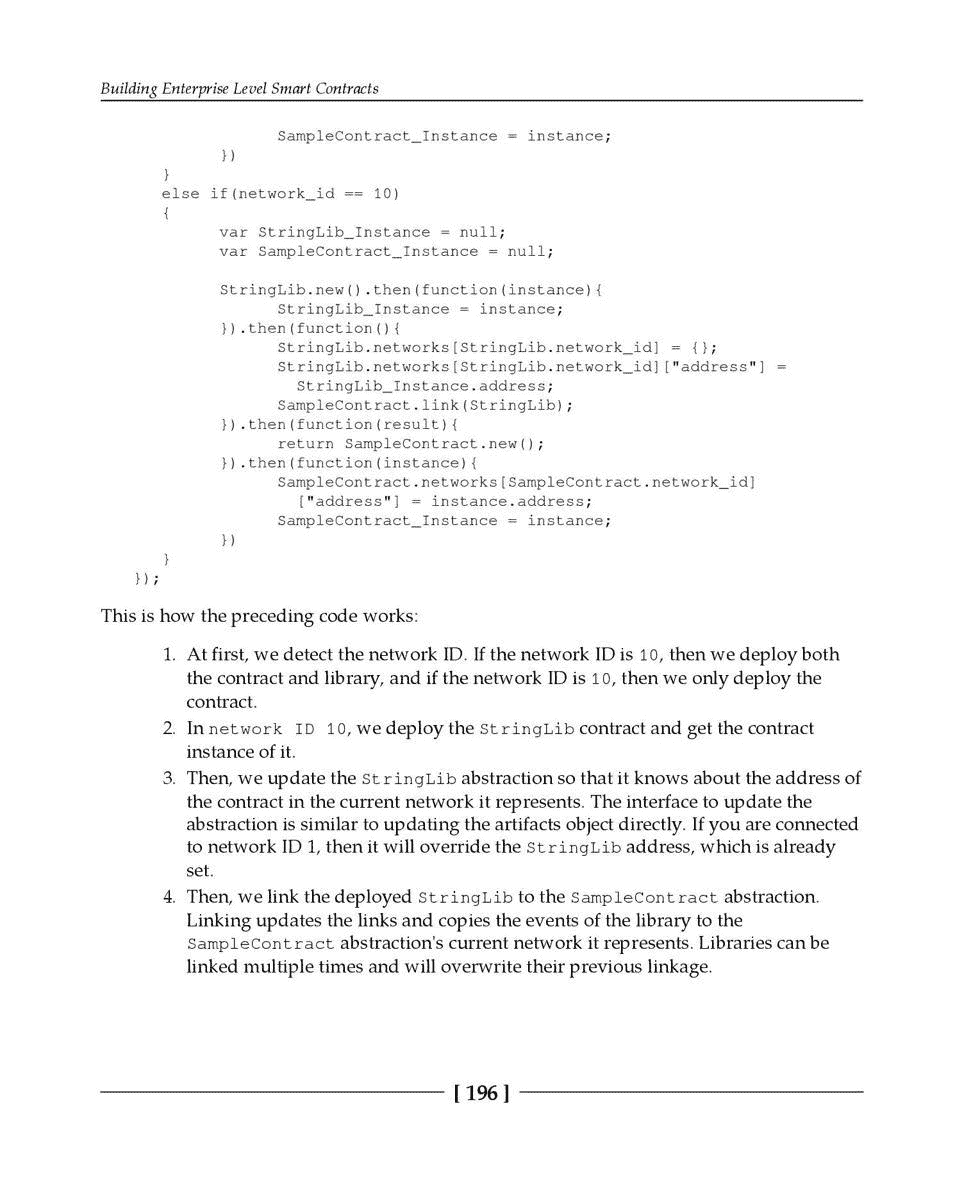 Building Enterprise Level Smart Contracts
SampleContract_Instance = instance;
})
}
else if(network_id == 10)
{
var StringLib_Instance = null;
var SampleContract_Instance = null;
StringLib.new().then(function(instance){
StringLib_Instance = instance;
}).then(function(){
StringLib.networks[StringLib.network_id] = {};
StringLib.networks[StringLib.network_id]["address"] =
StringLib_Instance.address;
SampleContract.link(StringLib);
}).then(function(result){
return SampleContract.new();
}).then(function(instance){
SampleContract.networks[SampleContract.network_id]
["address"] = instance.address;
SampleContract_Instance = instance;
})
}
});
This is how the preceding code works:
1. At first, we detect the network ID. If the network ID is 10, then we deploy both
the contract and library, and if the network ID is 10, then we only deploy the
contract.
2. In network ID 10, we deploy the StringLib contract and get the contract
instance of it.
3. Then, we update the StringLib abstraction so that it knows about the address of
the contract in the current network it represents. The interface to update the
abstraction is similar to updating the artifacts object directly. If you are connected
to network ID 1, then it will override the StringLib address, which is already
set.
4. Then, we link the deployed StringLib to the SampleContract abstraction.
Linking updates the links and copies the events of the library to the
SampleContract abstraction's current network it represents. Libraries can be
linked multiple times and will overwrite their previous linkage.
[ 196 ]